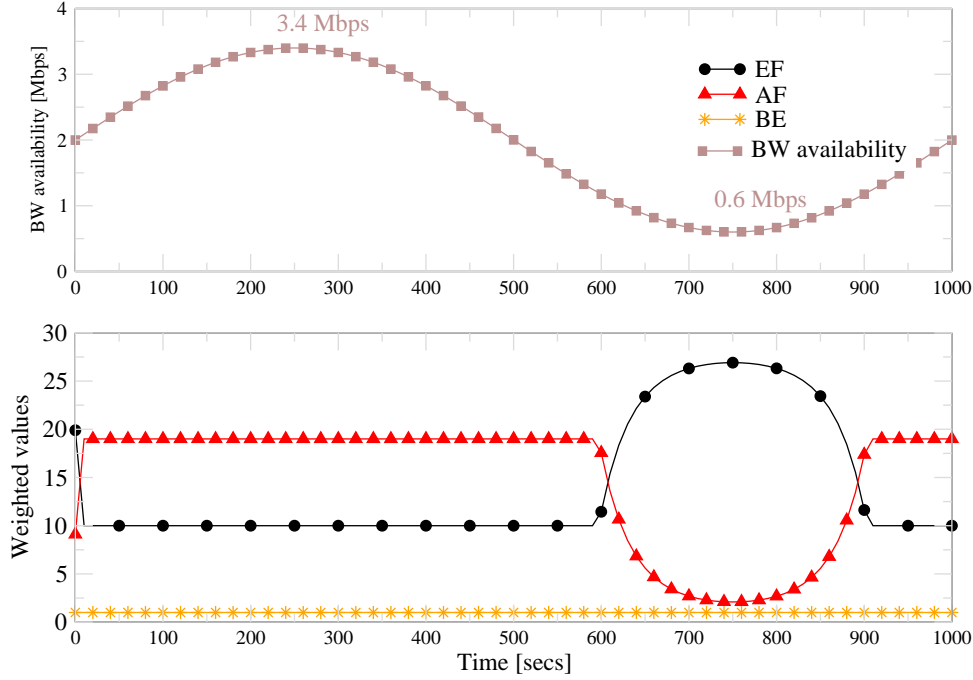 4
3.4 Mbps
BW availability [Mbps]
3
2
1
0
EF
AF
BE
BW availability
0.6 Mbps
0 100 200 300 400 500 600 700 800 900 1000
30
25
20
15
10
5
0
Weighted values
0 100 200 300 400 500 600 700 800 900 1000
Time [secs]